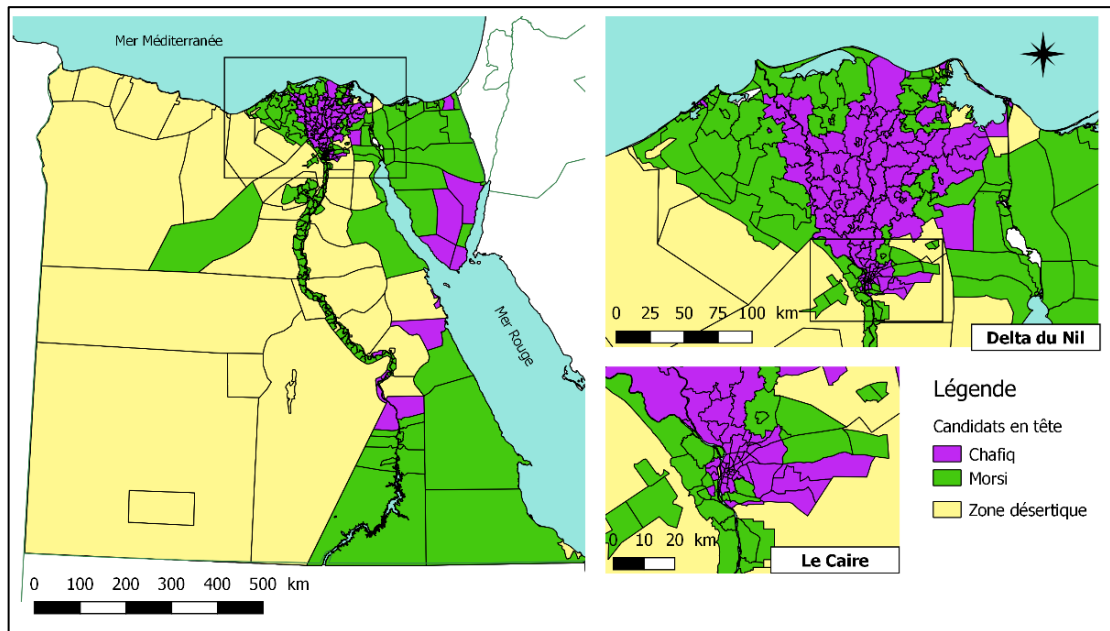 Mer Méditerranée
Mer Rouge
0 100 200 300 400 500 km
0 25 50 75 100 km
Delta du Nil
0 10 20 km
Le Caire
Légende
Candidats en tête
Chafiq
Morsi
Zone désertique